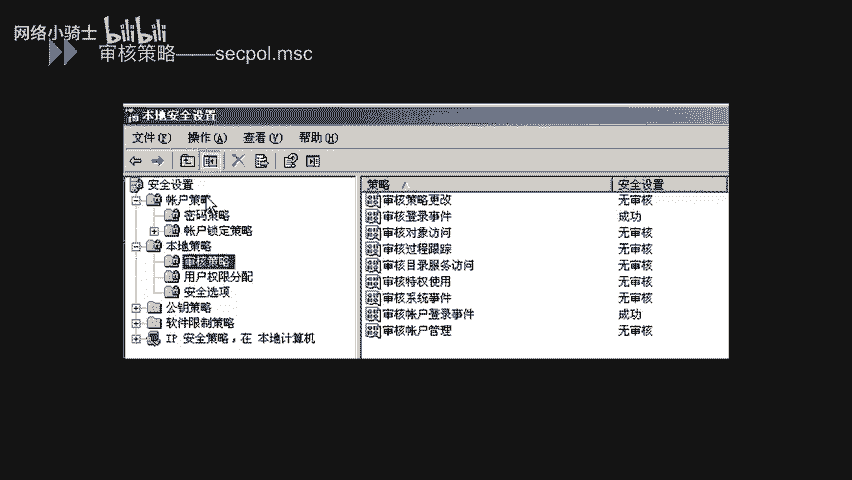 网络小骑士 bilibili
审核策略——secpol.msc
本地安全设置
文件(F) 操作(A) 查看(V) 帮助(H)
安全设置
帐户策略
密码策略
帐户锁定策略
本地策略
审核策略
用户权限分配
安全选项
公钥策略
软件限制策略
IP 安全策略，在 本地计算机
策略 安全设置
审核策略更改 无审核
审核登录事件 成功
审核对象访问 无审核
审核过程跟踪 无审核
审核目录服务访问 无审核
审核特权使用 无审核
审核系统事件 无审核
审核帐户登录事件 成功
审核帐户管理 无审核